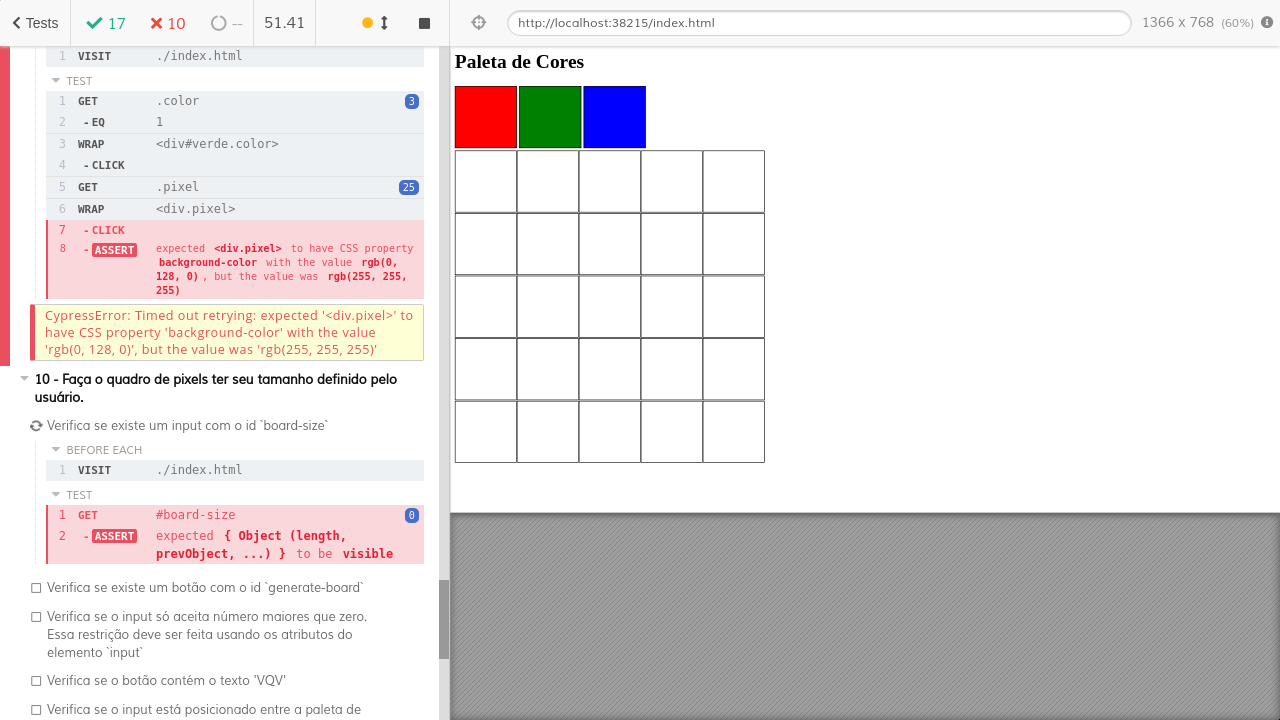 Tests 17 10 -- 51.41 http://localhost:38215/index.html 1366 x 768 (60%)
1 VISIT ./index.html
TEST
1 GET .color 3
2 - EQ 1
3 WRAP <div#verde.color>
4 - CLICK
5 GET .pixel 25
6 WRAP <div.pixel>
7 - CLICK
8 - ASSERT expected <div.pixel> to have CSS property
background-color with the value rgb(0,
128, 0) , but the value was rgb(255, 255,
255)
CypressError: Timed out retrying: expected '<div.pixel>' to
have CSS property 'background-color' with the value
'rgb(0, 128, 0)', but the value was 'rgb(255, 255, 255)'
10 - Faça o quadro de pixels ter seu tamanho definido pelo
usuário.
Verifica se existe um input com o id `board-size`
BEFORE EACH
1 VISIT ./index.html
TEST
1 GET #board-size 0
2 - ASSERT expected { Object (length,
prevObject, ...) } to be visible
Verifica se existe um botão com o id `generate-board`
Verifica se o input só aceita número maiores que zero.
Essa restrição deve ser feita usando os atributos do
elemento `input`
Verifica se o botão contém o texto 'VQV'
Verifica se o input está posicionado entre a paleta de
Paleta de Cores